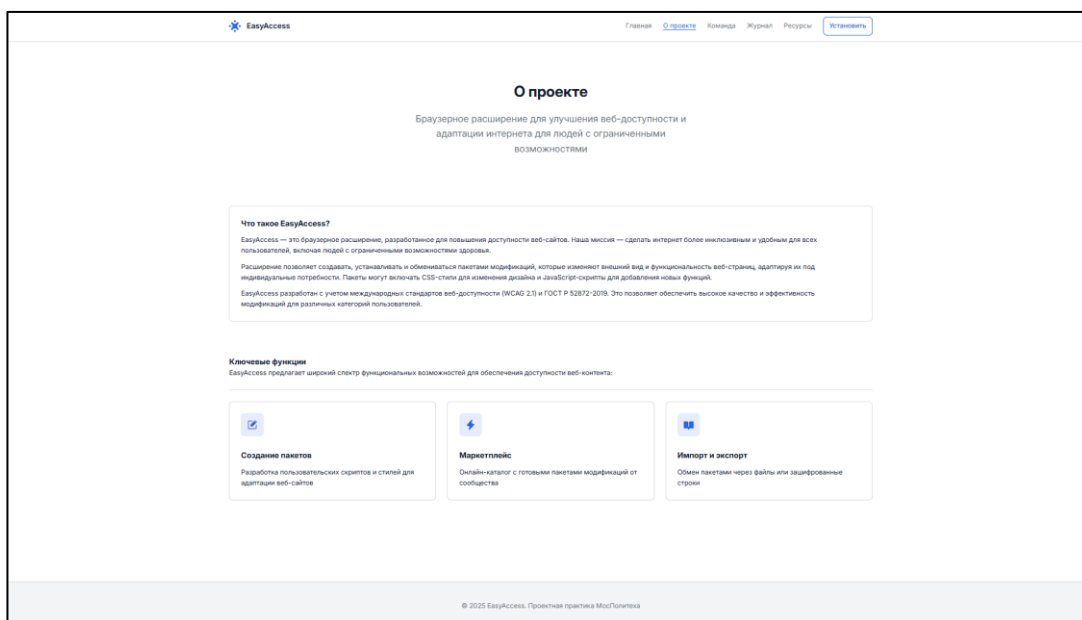 EasyAccess
Главная О проекте Команда Журнал Ресурсы Установить
О проекте
Браузерное расширение для улучшения веб-доступности и
адаптации интернета для людей с ограниченными
возможностями
Что такое EasyAccess?
EasyAccess — это браузерное расширение, разработанное для повышения доступности веб-сайтов. Наша миссия — сделать интернет более инклюзивным и удобным для всех
пользователей, включая людей с ограниченными возможностями здоровья.
Расширение позволяет создавать, устанавливать и обмениваться пакетами модификаций, которые изменяют внешний вид и функциональность веб-страниц, адаптируя их под
индивидуальные потребности. Пакеты могут включать CSS-стили для изменения дизайна и JavaScript-скрипты для добавления новых функций.
EasyAccess разработан с учетом международных стандартов веб-доступности (WCAG 2.1) и ГОСТ Р 52872-2019. Это позволяет обеспечить высокое качество и эффективность
модификаций для различных категорий пользователей.
Ключевые функции
EasyAccess предлагает широкий спектр функциональных возможностей для обеспечения доступности веб-контента:
Создание пакетов
Разработка пользовательских скриптов и стилей для
адаптации веб-сайтов
Маркетплейс
Онлайн-каталог с готовыми пакетами модификаций от
сообщества
Импорт и экспорт
Обмен пакетами через файлы или зашифрованные
строки
© 2025 EasyAccess. Проектная практика МосПолитеха